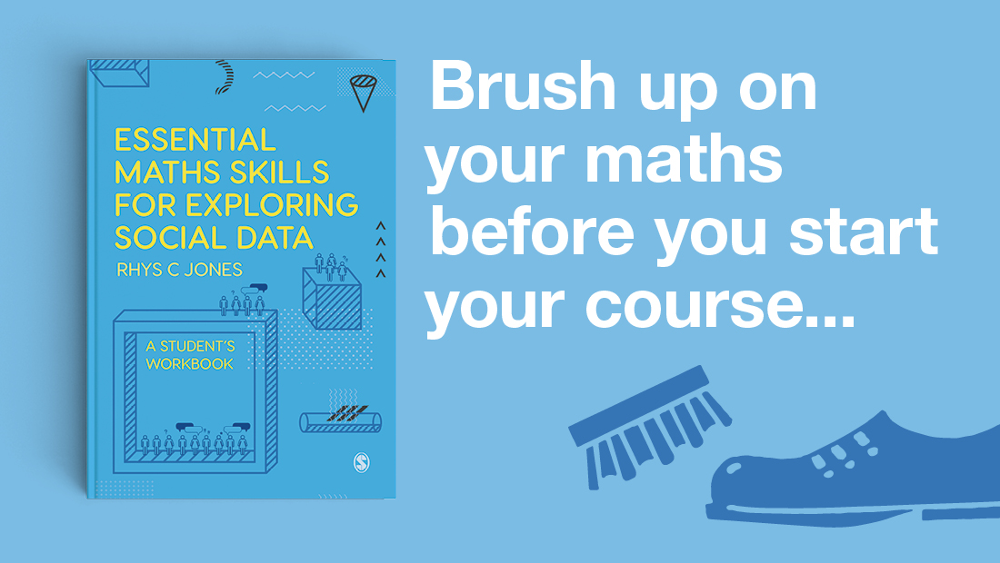 ESSENTIAL
MATHS SKILLS
FOR EXPLORING
SOCIAL DATA
RHYS C JONES
A STUDENT'S
WORKBOOK
S
Brush up on
your maths
before you start
your course...